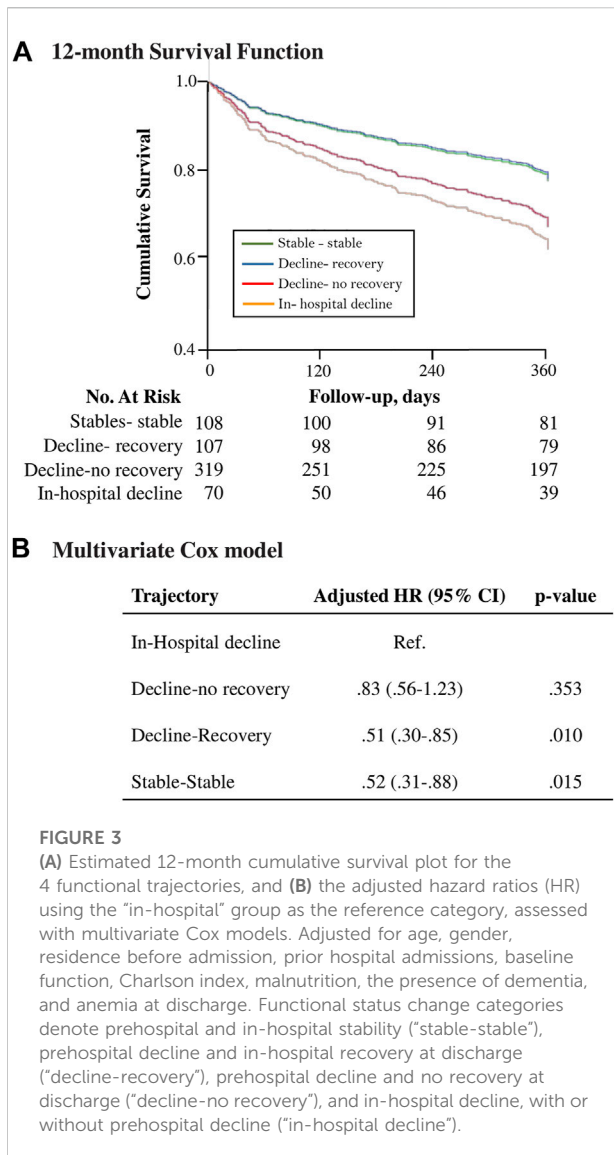 A 12-month Survival Function
1.0
0.8
0.6
0.4
Cumulative Survival
Stable - stable
Decline- recovery
Decline- no recovery
In- hospital decline
0 120 240 360
No. At Risk Follow-up, days
Stables- stable 108 100 91 81
Decline- recovery 107 98 86 79
Decline-no recovery 319 251 225 197
In-hospital decline 70 50 46 39
B Multivariate Cox model
Trajectory Adjusted HR (95% CI) p-value
In-Hospital decline Ref.
Decline-no recovery .83 (.56-1.23) .353
Decline-Recovery .51 (.30-.85) .010
Stable-Stable .52 (.31-.88) .015
FIGURE 3
(A) Estimated 12-month cumulative survival plot for the
4 functional trajectories, and (B) the adjusted hazard ratios (HR)
using the "in-hospital" group as the reference category, assessed
with multivariate Cox models. Adjusted for age, gender,
residence before admission, prior hospital admissions, baseline
function, Charlson index, malnutrition, the presence of dementia,
and anemia at discharge. Functional status change categories
denote prehospital and in-hospital stability ("stable-stable"),
prehospital decline and in-hospital recovery at discharge
("decline-recovery"), prehospital decline and no recovery at
discharge ("decline-no recovery"), and in-hospital decline, with or
without prehospital decline ("in-hospital decline").